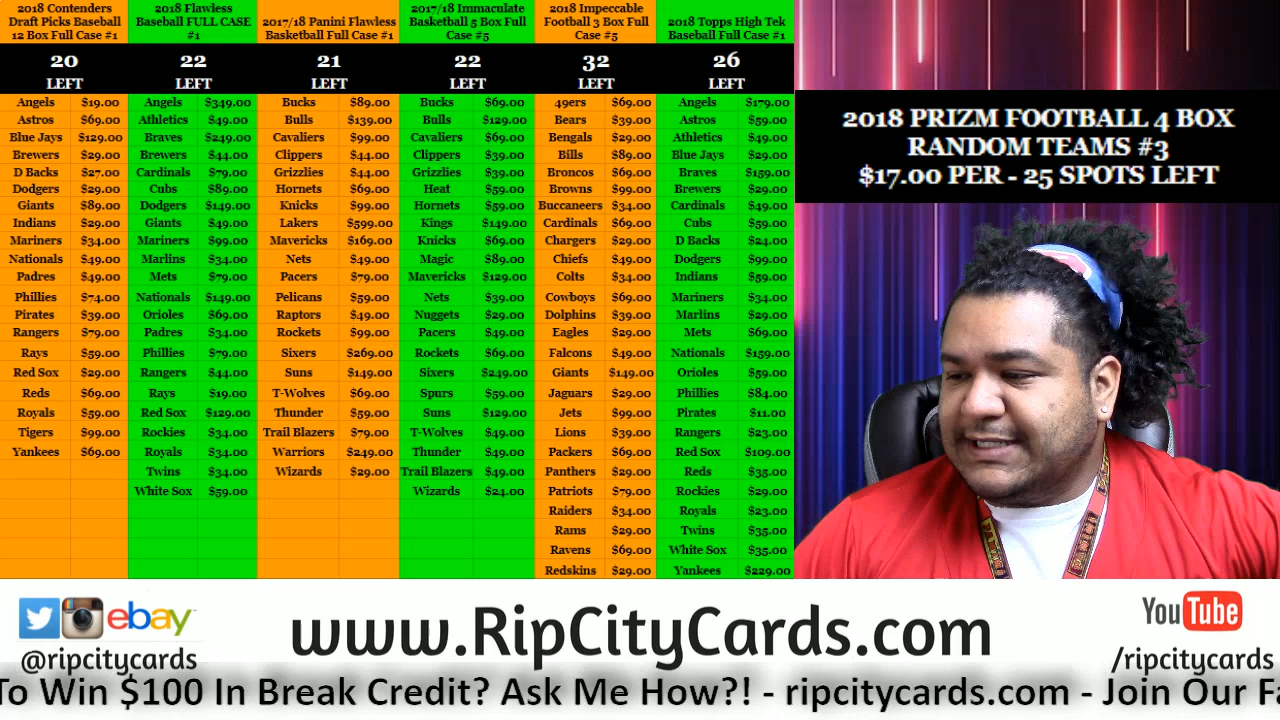 2018 Contenders
Draft Picks Baseball
12 Box Full Case #1
20
LEFT
Angels $19.00
Astros $69.00
Blue Jays $129.00
Brewers $29.00
D Backs $27.00
Dodgers $29.00
Giants $89.00
Indians $29.00
Mariners $34.00
Nationals $49.00
Padres $49.00
Phillies $74.00
Pirates $39.00
Rangers $79.00
Rays $59.00
Red Sox $29.00
Reds $69.00
Royals $59.00
Tigers $99.00
Yankees $69.00
2018 Flawless
Baseball FULL CASE
#1
22
LEFT
Angels $349.00
Athletics $49.00
Braves $249.00
Brewers $44.00
Cardinals $79.00
Cubs $89.00
Dodgers $149.00
Giants $49.00
Mariners $99.00
Marlins $34.00
Mets $79.00
Nationals $149.00
Orioles $69.00
Padres $34.00
Phillies $79.00
Rangers $44.00
Rays $19.00
Red Sox $129.00
Rockies $34.00
Royals $34.00
Twins $34.00
White Sox $59.00
2017/18 Panini Flawless
Basketball Full Case #1
21
LEFT
Bucks $89.00
Bulls $139.00
Cavaliers $99.00
Clippers $44.00
Grizzlies $44.00
Hornets $69.00
Knicks $99.00
Lakers $599.00
Mavericks $169.00
Nets $49.00
Pacers $79.00
Pelicans $59.00
Raptors $49.00
Rockets $99.00
Sixers $269.00
Suns $149.00
T-Wolves $69.00
Thunder $59.00
Trail Blazers $79.00
Warriors $249.00
Wizards $29.00
2017/18 Immaculate
Basketball 5 Box Full
Case #5
22
LEFT
Bucks $69.00
Bulls $129.00
Cavaliers $69.00
Clippers $39.00
Grizzlies $39.00
Heat $59.00
Hornets $59.00
Kings $149.00
Knicks $69.00
Magic $89.00
Mavericks $129.00
Nets $39.00
Nuggets $29.00
Pacers $49.00
Rockets $69.00
Sixers $249.00
Spurs $59.00
Suns $129.00
T-Wolves $49.00
Thunder $49.00
Trail Blazers $49.00
Wizards $24.00
2018 Impeccable
Football 3 Box Full
Case #5
32
LEFT
49ers $69.00
Bears $39.00
Bengals $29.00
Bills $89.00
Broncos $69.00
Browns $99.00
Buccaneers $34.00
Cardinals $69.00
Chargers $29.00
Chiefs $49.00
Colts $34.00
Cowboys $69.00
Dolphins $39.00
Eagles $29.00
Falcons $49.00
Giants $149.00
Jaguars $29.00
Jets $99.00
Lions $39.00
Packers $69.00
Panthers $29.00
Patriots $79.00
Raiders $34.00
Rams $29.00
Ravens $69.00
Redskins $29.00
2018 Topps High Tek
Baseball Full Case #1
26
LEFT
Angels $179.00
Astros $59.00
Athletics $49.00
Blue Jays $29.00
Braves $159.00
Brewers $29.00
Cardinals $49.00
Cubs $59.00
D Backs $24.00
Dodgers $99.00
Indians $59.00
Mariners $34.00
Marlins $29.00
Mets $69.00
Nationals $159.00
Orioles $59.00
Phillies $84.00
Pirates $11.00
Rangers $23.00
Red Sox $109.00
Reds $35.00
Rockies $29.00
Royals $23.00
Twins $35.00
White Sox $35.00
Yankees $229.00
2018 PRIZM FOOTBALL 4 BOX
RANDOM TEAMS #3
$17.00 PER - 25 SPOTS LEFT
PANINI
PANINI
ebay
@ripcitycards
www.RipCityCards.com
YouTube
/ripcitycards
To Win $100 In Break Credit? Ask Me How?! - ripcitycards.com - Join Our Fa